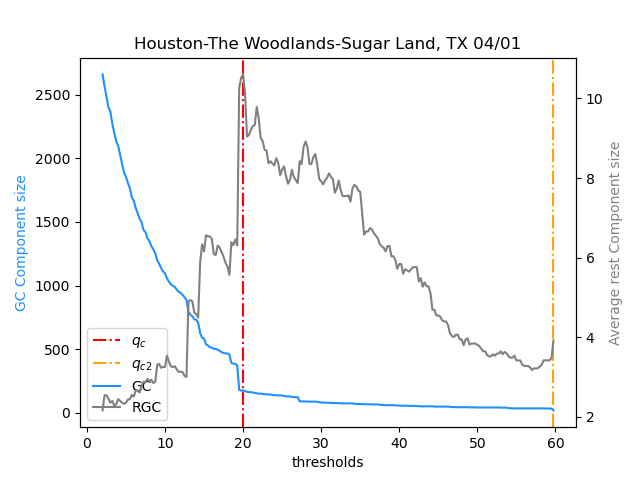 Houston-The Woodlands-Sugar Land, TX 04/01
GC Component size
2500
2000
1500
1000
500
0
10
8
6
4
2
Average rest Component size
q_c
q_c2
GC
RGC
0 10 20 30 40 50 60
thresholds